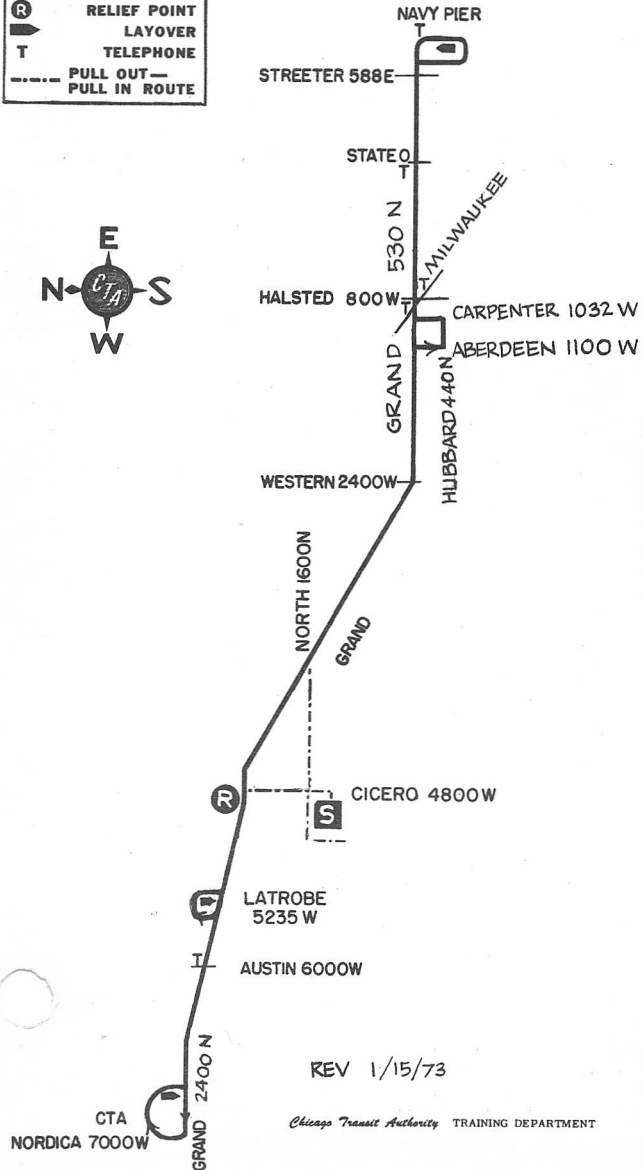 R RELIEF POINT
LAYOVER
T TELEPHONE
PULL OUT—
PULL IN ROUTE
NAVY PIER
T
STREETER 588E
STATE 0
T
530 N
MILWAUKEE
T
E
N CTA S
W
HALSTED 800W
T
CARPENTER 1032 W
ABERDEEN 1100 W
GRAND
HUBBARD 440N
WESTERN 2400W
NORTH 1600N
GRAND
R
S
CICERO 4800W
LATROBE
5235 W
T
AUSTIN 6000W
2400 N
GRAND
CTA
NORDICA 7000W
REV 1/15/73
Chicago Transit Authority TRAINING DEPARTMENT